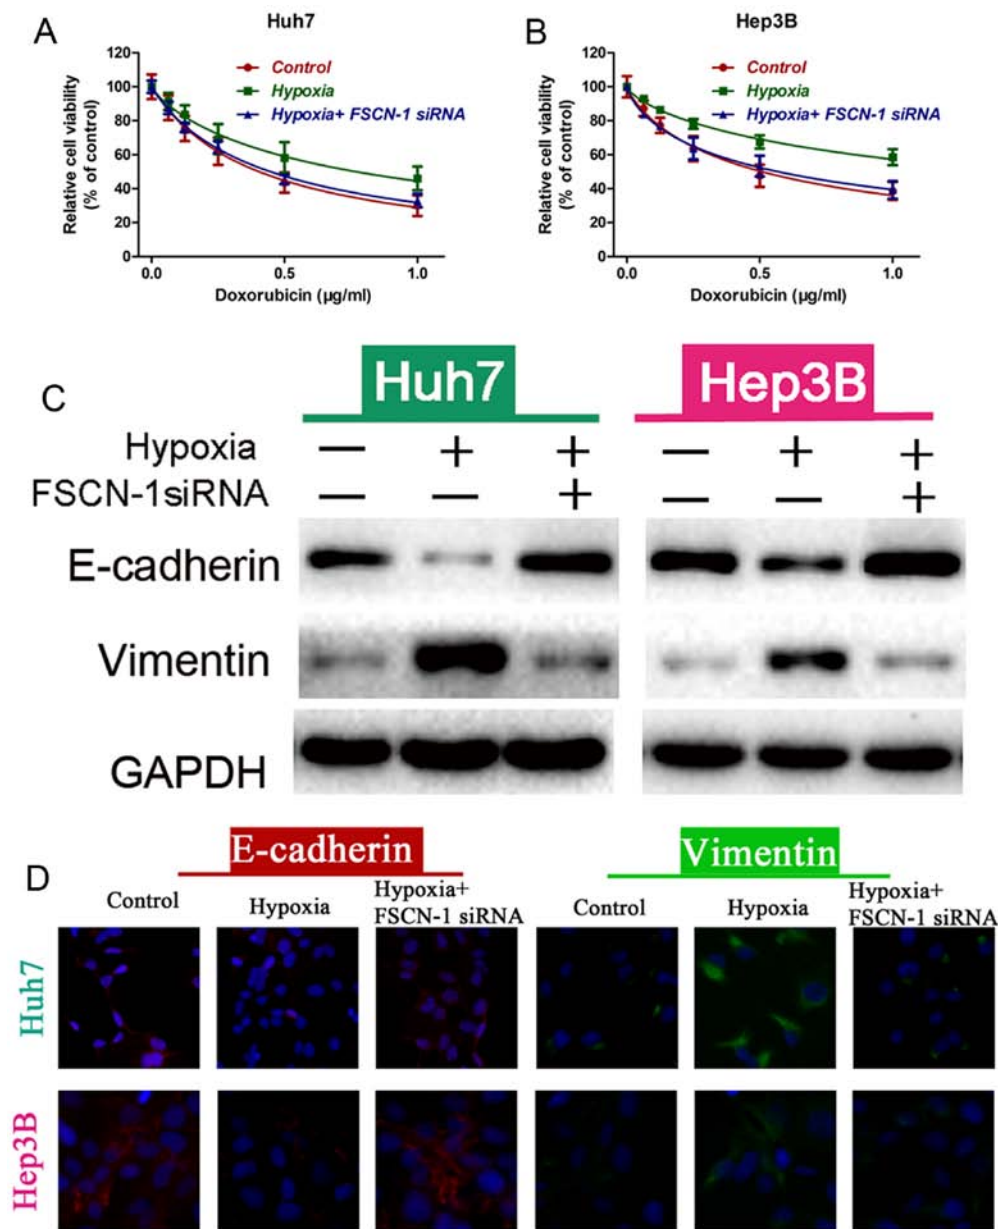 A
Huh7
120
100
80
60
40
20
0
Relative cell viability
(% of control)
Control
Hypoxia
Hypoxia+ FSCN-1 siRNA
0.0
0.5
1.0
Doxorubicin (µg/ml)
B
Hep3B
120
100
80
60
40
20
0
Relative cell viability
(% of control)
Control
Hypoxia
Hypoxia+ FSCN-1 siRNA
0.0
0.5
1.0
Doxorubicin (µg/ml)
C
Huh7
Hep3B
Hypoxia — + + — + +
FSCN-1siRNA — — + — — +
E-cadherin
Vimentin
GAPDH
D
E-cadherin
Vimentin
Control
Hypoxia
Hypoxia+
FSCN-1 siRNA
Control
Hypoxia
Hypoxia+
FSCN-1 siRNA
Huh7
Hep3B